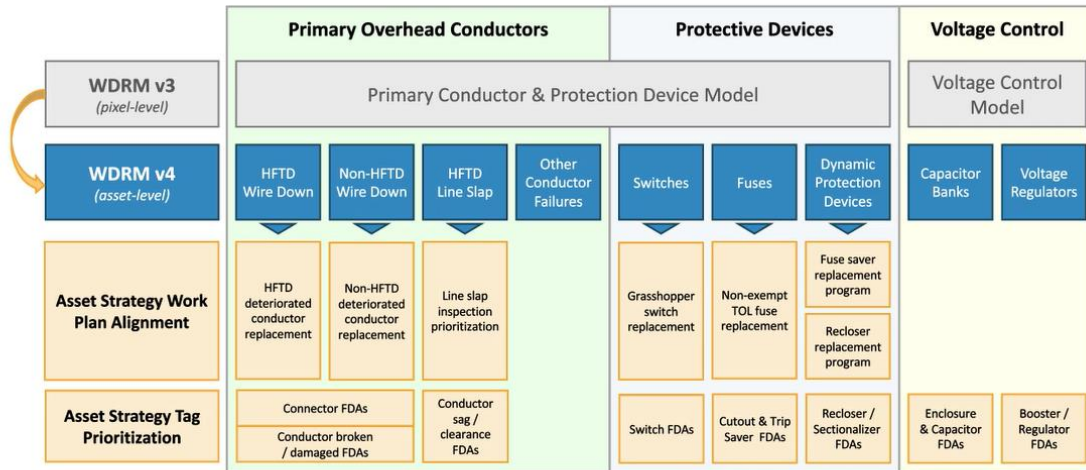 Primary Overhead Conductors
Protective Devices
Voltage Control
WDRM v3
(pixel-level)
Primary Conductor & Protection Device Model
Voltage Control
Model
WDRM v4
(asset-level)
HFTD
Wire Down
Non-HFTD
Wire Down
HFTD
Line Slap
Other
Conductor
Failures
Switches
Fuses
Dynamic
Protection
Devices
Capacitor
Banks
Voltage
Regulators
Asset Strategy Work
Plan Alignment
HFTD
deteriorated
conductor
replacement
Non-HFTD
deteriorated
conductor
replacement
Line slap
inspection
prioritization
Grasshopper
switch
replacement
Non-exempt
TOL fuse
replacement
Fuse saver
replacement
program
Recloser
replacement
program
Asset Strategy Tag
Prioritization
Connector FDAs
Conductor broken
/ damaged FDAs
Conductor
sag /
clearance
FDAs
Switch FDAs
Cutout & Trip
Saver FDAs
Recloser /
Sectionalizer
FDAs
Enclosure
& Capacitor
FDAs
Booster /
Regulator
FDAs